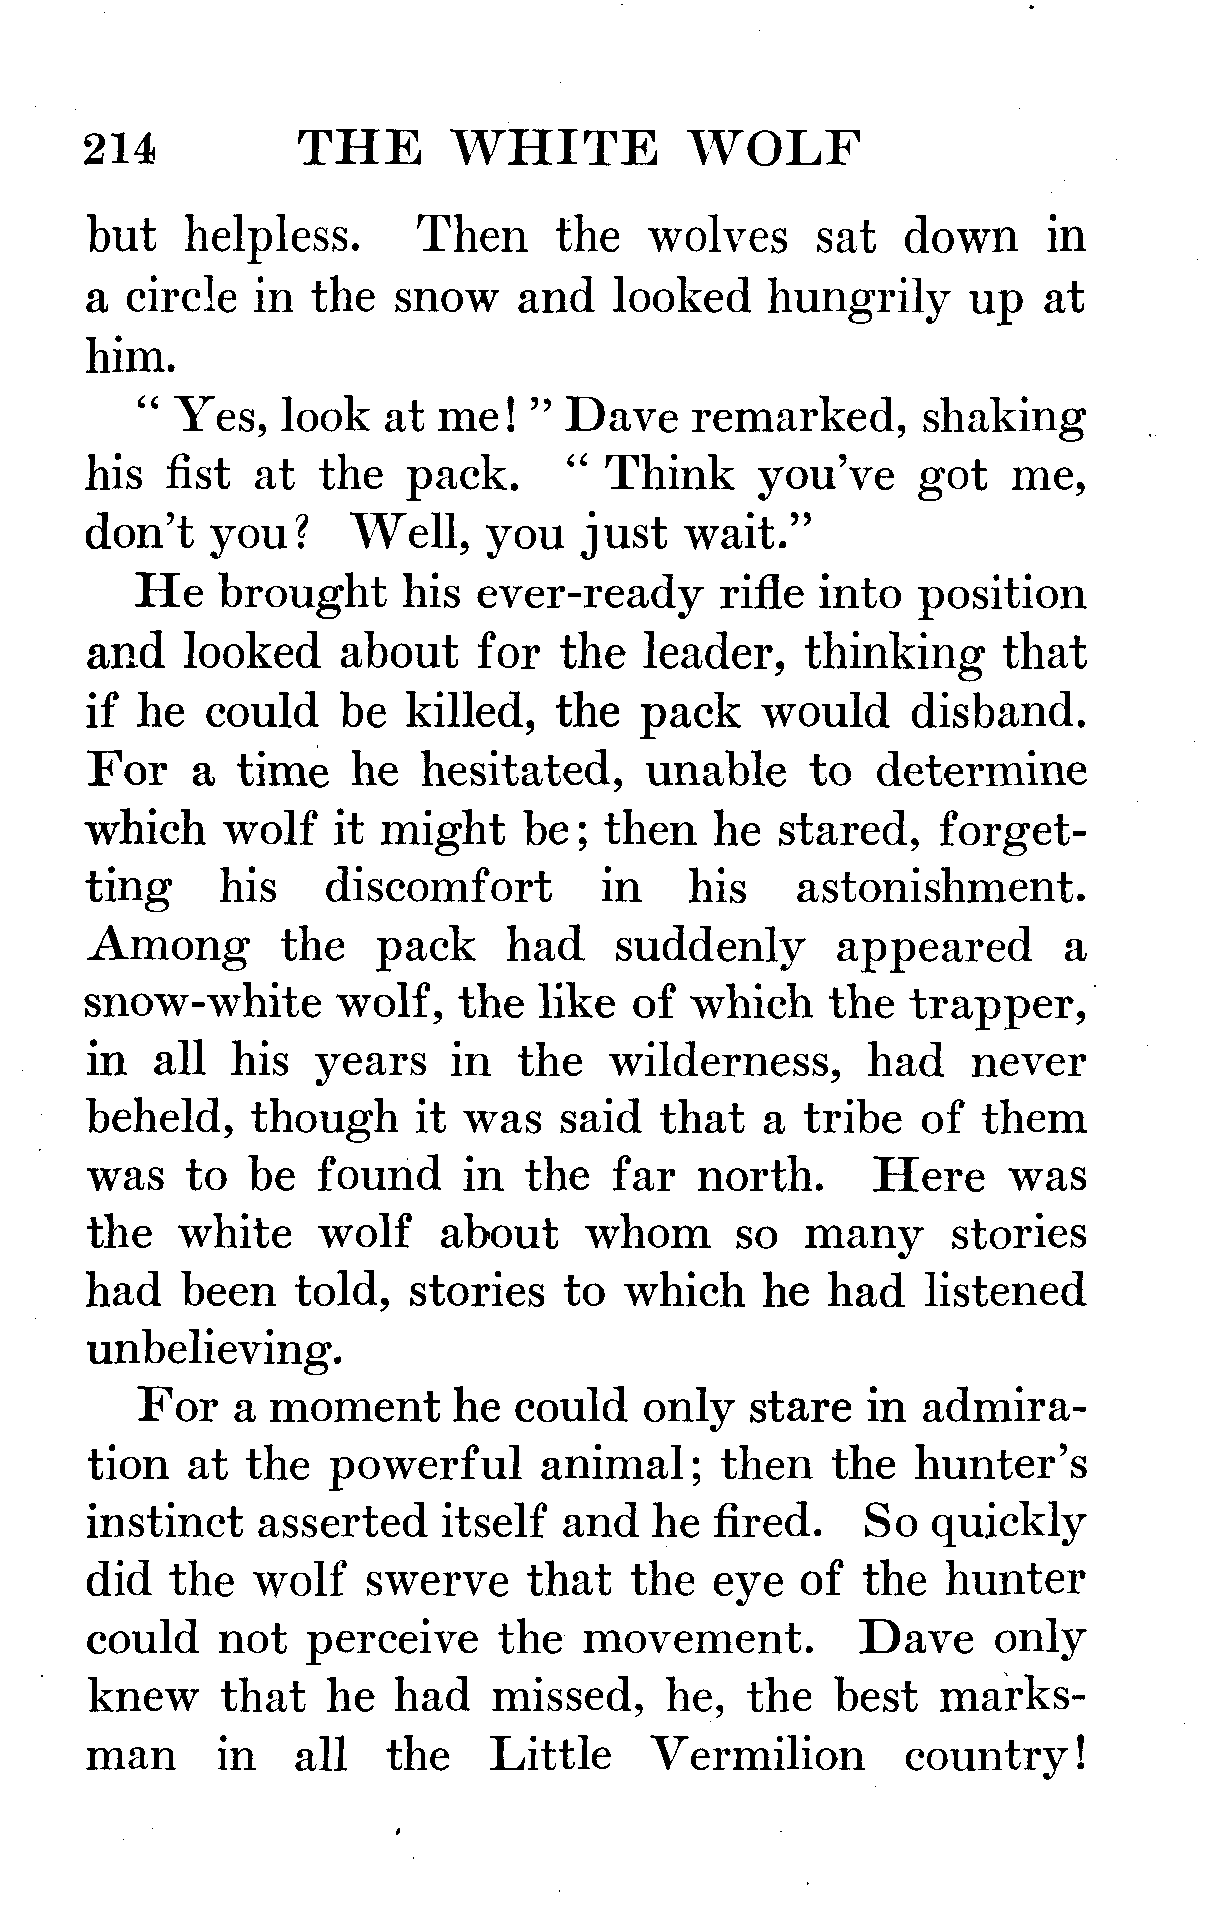 214 THE WHITE WOLF
but helpless. Then the wolves sat down in
a circle in the snow and looked hungrily up at
him.
“ Yes, look at me! ” Dave remarked, shaking
his fist at the pack. “ Think you’ve got me,
don’t you? Well, you just wait.”
He brought his ever-ready rifle into position
and looked about for the leader, thinking that
if he could be killed, the pack would disband.
For a time he hesitated, unable to determine
which wolf it might be; then he stared, forget-
ting his discomfort in his astonishment.
Among the pack had suddenly appeared a
snow-white wolf, the like of which the trapper,
in all his years in the wilderness, had never
beheld, though it was said that a tribe of them
was to be found in the far north. Here was
the white wolf about whom so many stories
had been told, stories to which he had listened
unbelieving.
For a moment he could only stare in admira-
tion at the powerful animal; then the hunter’s
instinct asserted itself and he fired. So quickly
did the wolf swerve that the eye of the hunter
could not perceive the movement. Dave only
knew that he had missed, he, the best marks-
man in all the Little Vermilion country!